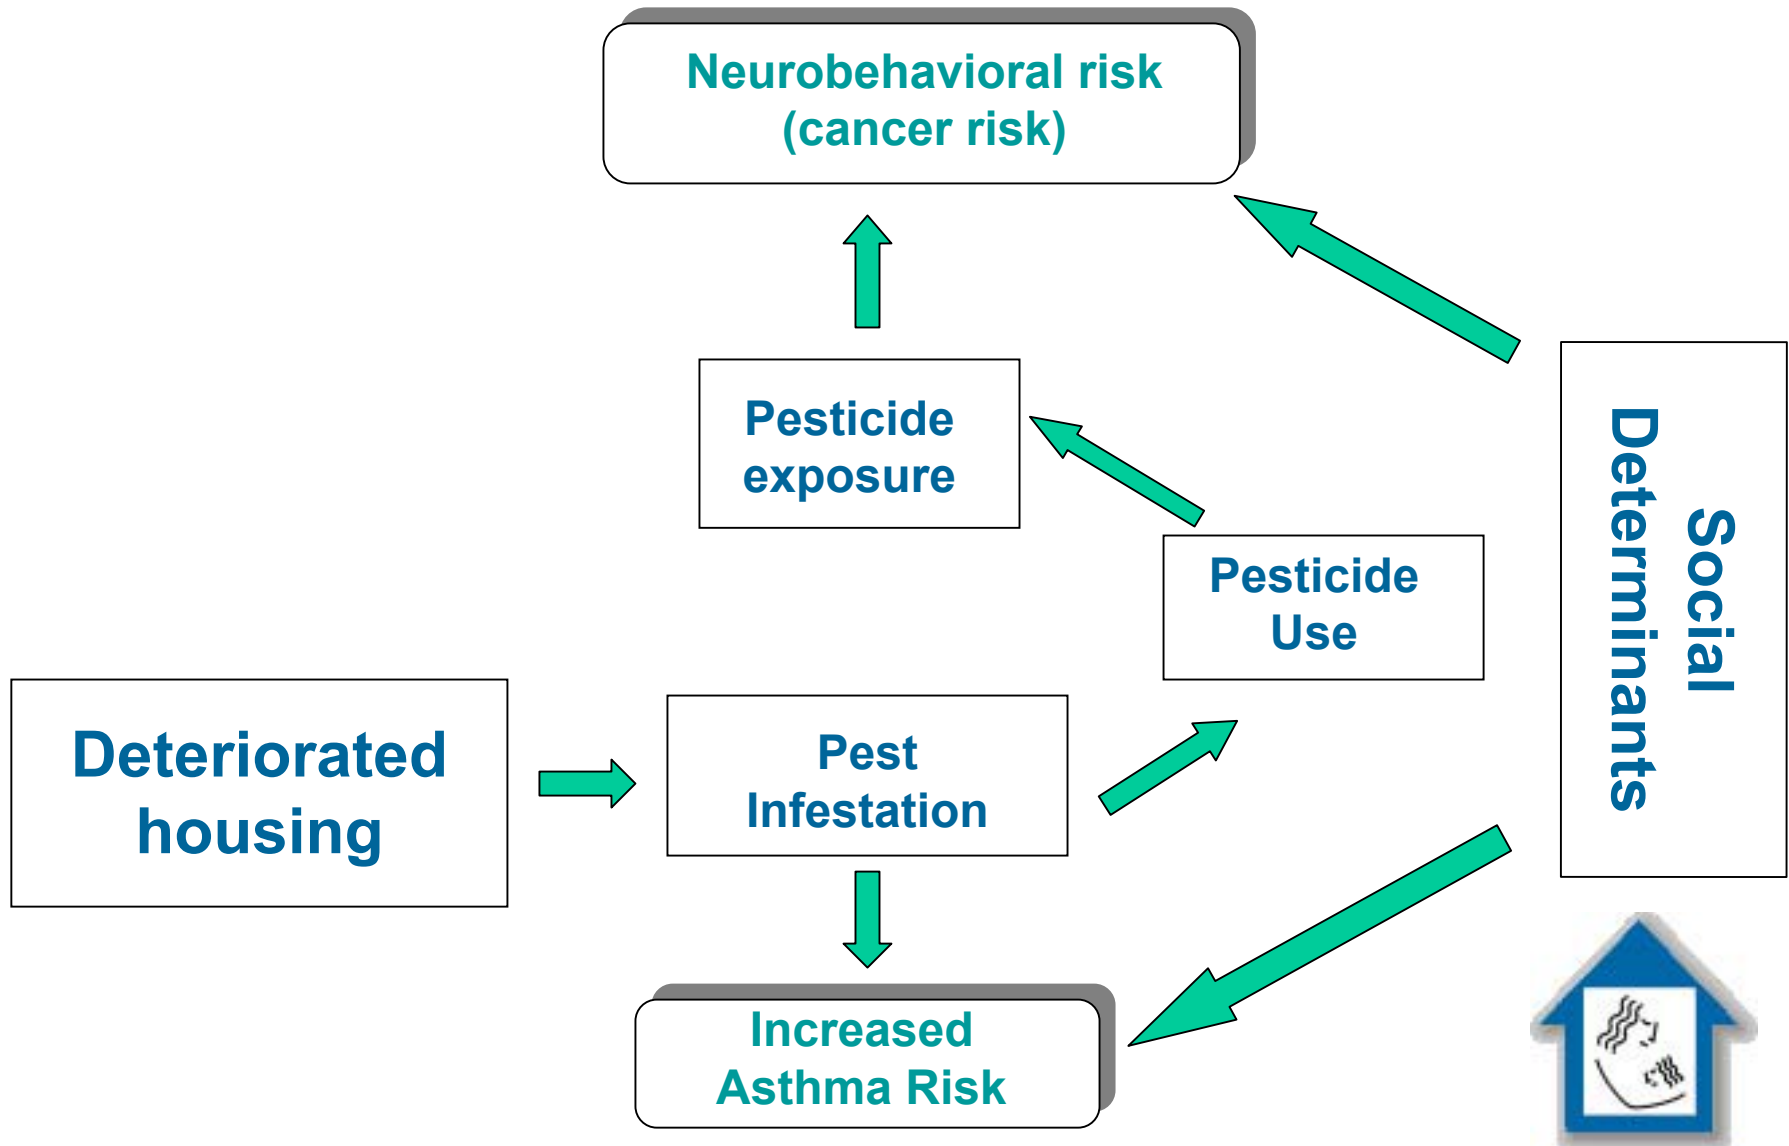 Neurobehavioral risk
(cancer risk)
Pesticide
exposure
Pesticide
Use
Social
Determinants
Deteriorated
housing
Pest
Infestation
Increased
Asthma Risk